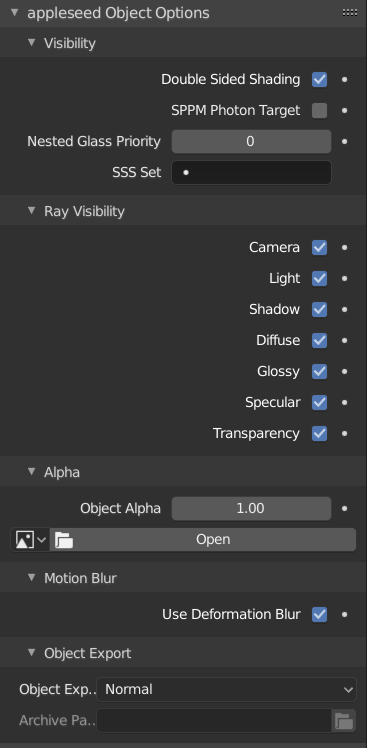 appleseed Object Options
Visibility
Double Sided Shading
SPPM Photon Target
Nested Glass Priority 0
SSS Set
Ray Visibility
Camera
Light
Shadow
Diffuse
Glossy
Specular
Transparency
Alpha
Object Alpha 1.00
Open
Motion Blur
Use Deformation Blur
Object Export
Object Exp.. Normal
Archive Pa..